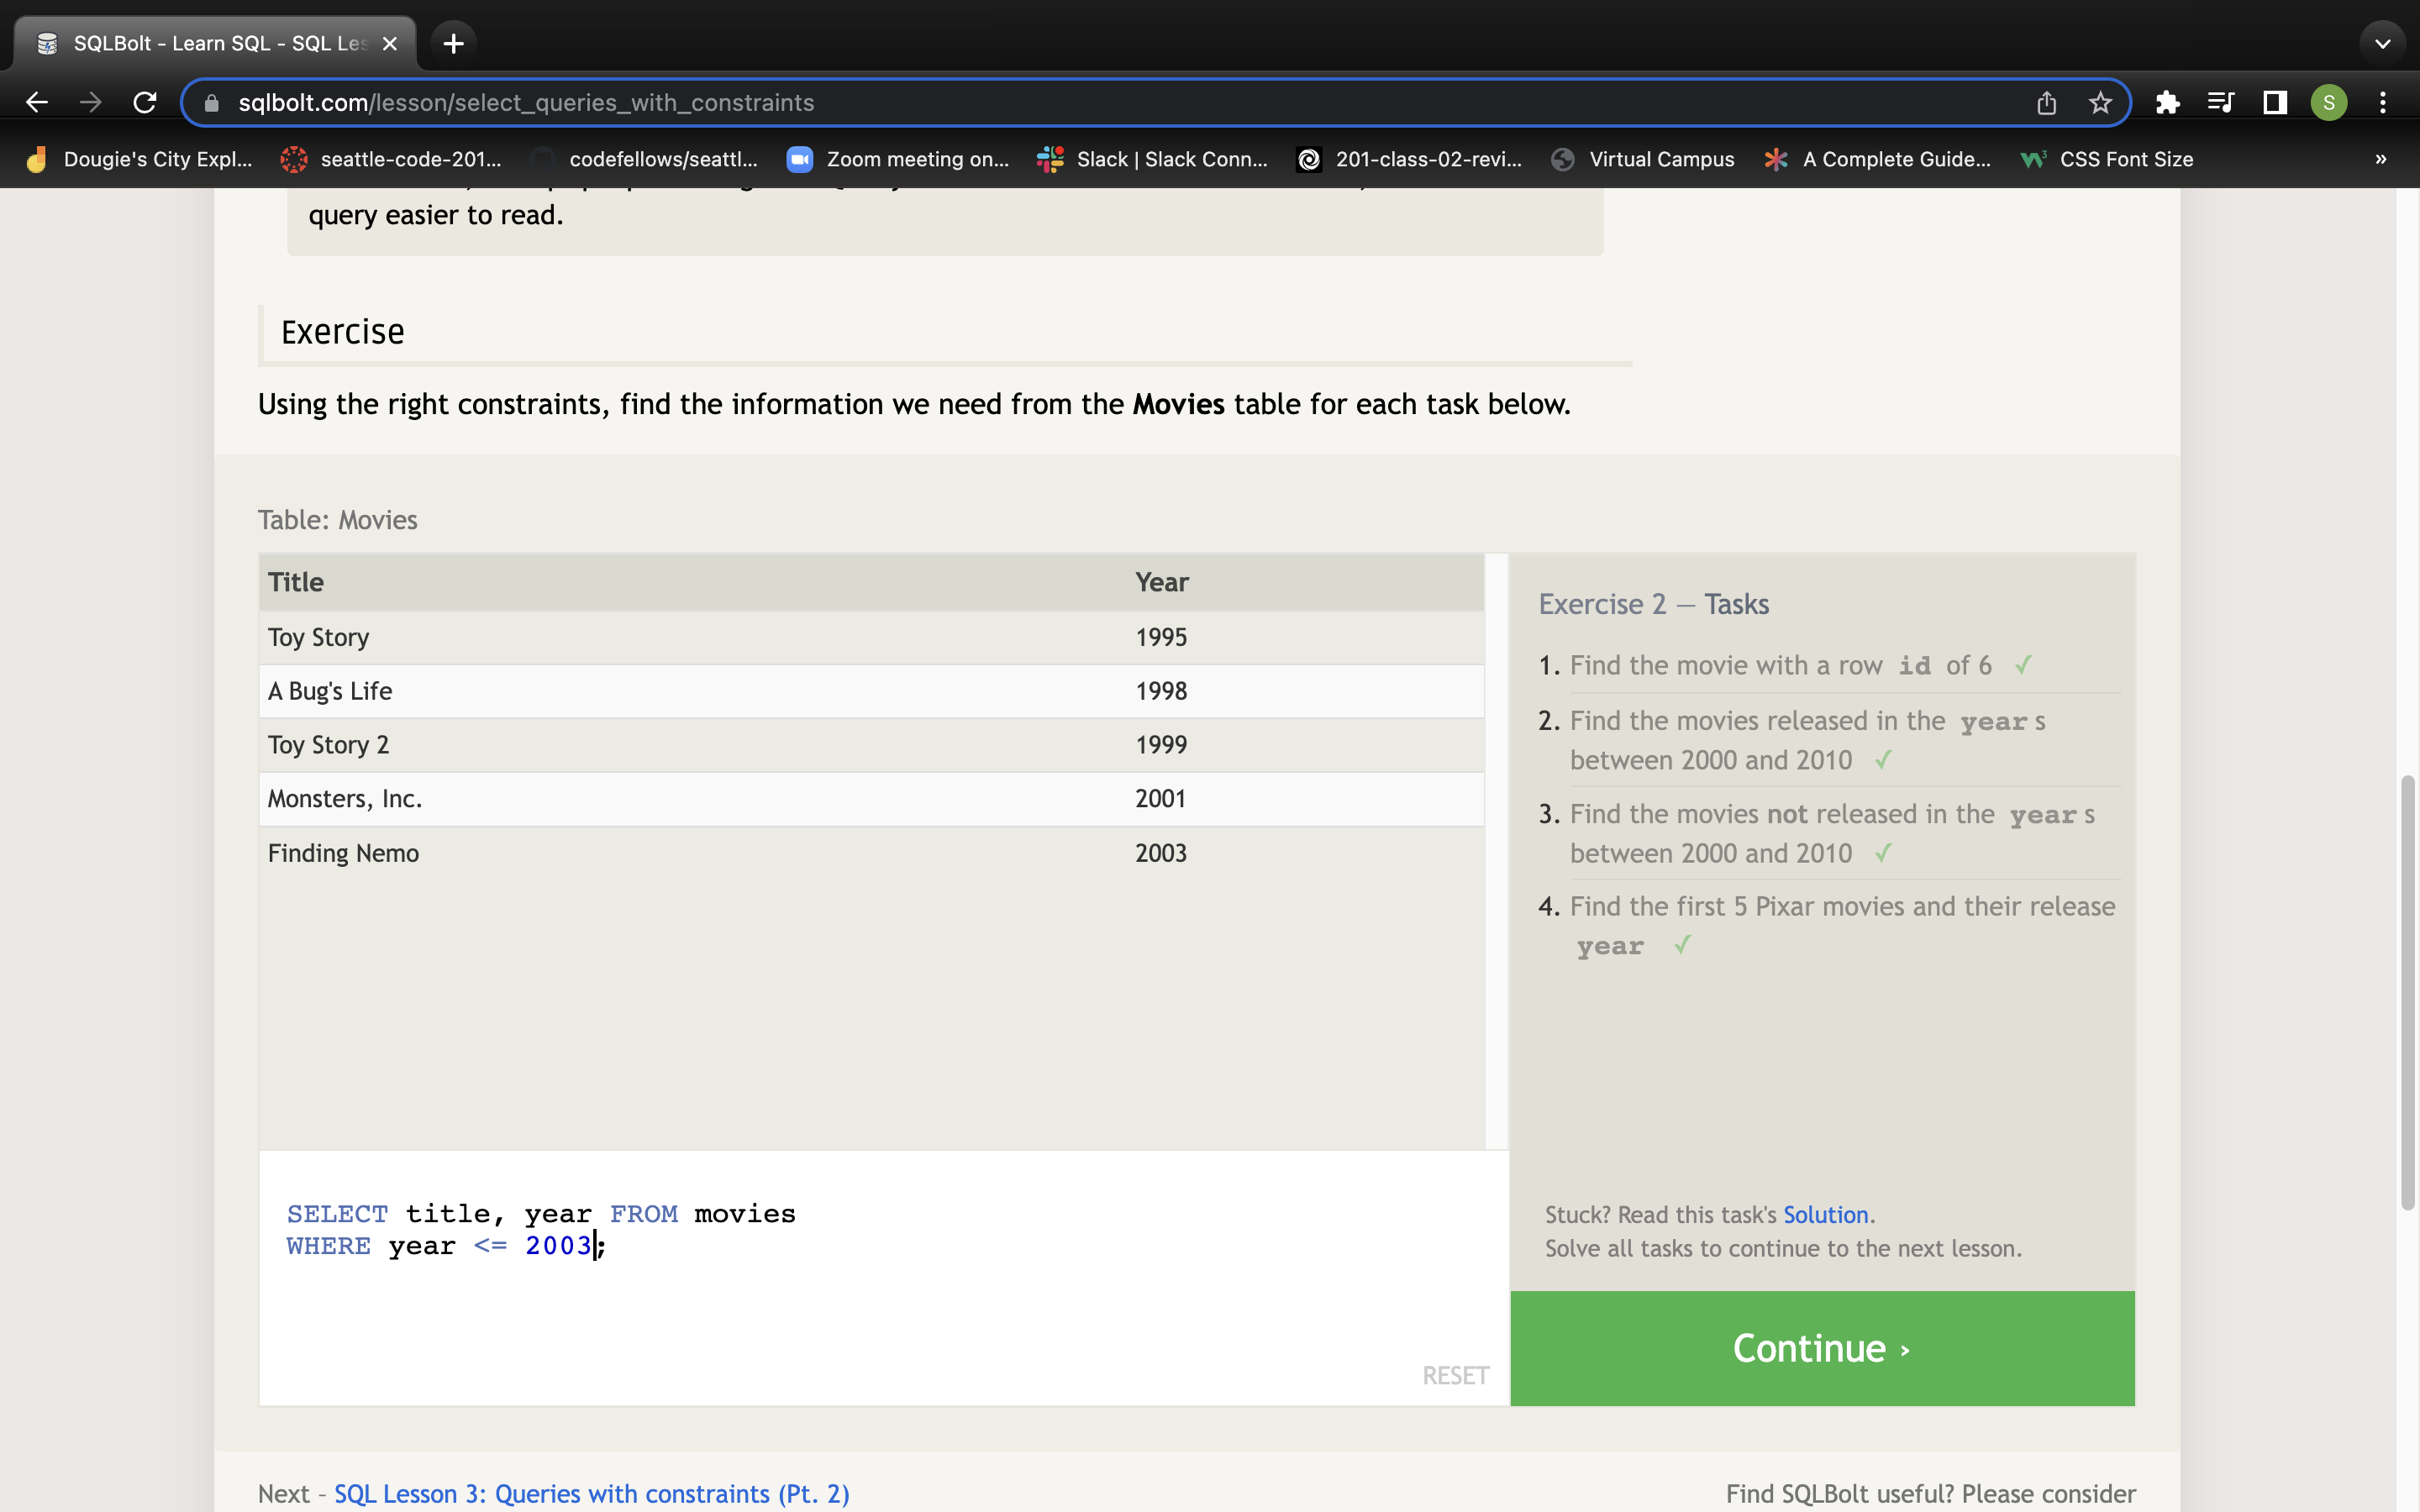 SQLBolt - Learn SQL - SQL Les
sqlbolt.com/lesson/select_queries_with_constraints
S
Dougie's City Expl...
seattle-code-201...
codefellows/seattl...
Zoom meeting on...
Slack | Slack Conn...
201-class-02-revi...
Virtual Campus
A Complete Guide...
CSS Font Size
»
query easier to read.
Exercise
Using the right constraints, find the information we need from the Movies table for each task below.
Table: Movies
Title Year
Toy Story 1995
A Bug's Life 1998
Toy Story 2 1999
Monsters, Inc. 2001
Finding Nemo 2003
Exercise 2 — Tasks
1. Find the movie with a row id of 6 ✓
2. Find the movies released in the year s
between 2000 and 2010 ✓
3. Find the movies not released in the year s
between 2000 and 2010 ✓
4. Find the first 5 Pixar movies and their release
year ✓
SELECT title, year FROM movies
WHERE year <= 2003;
RESET
Stuck? Read this task's Solution.
Solve all tasks to continue to the next lesson.
Continue ›
Next – SQL Lesson 3: Queries with constraints (Pt. 2)
Find SQLBolt useful? Please consider